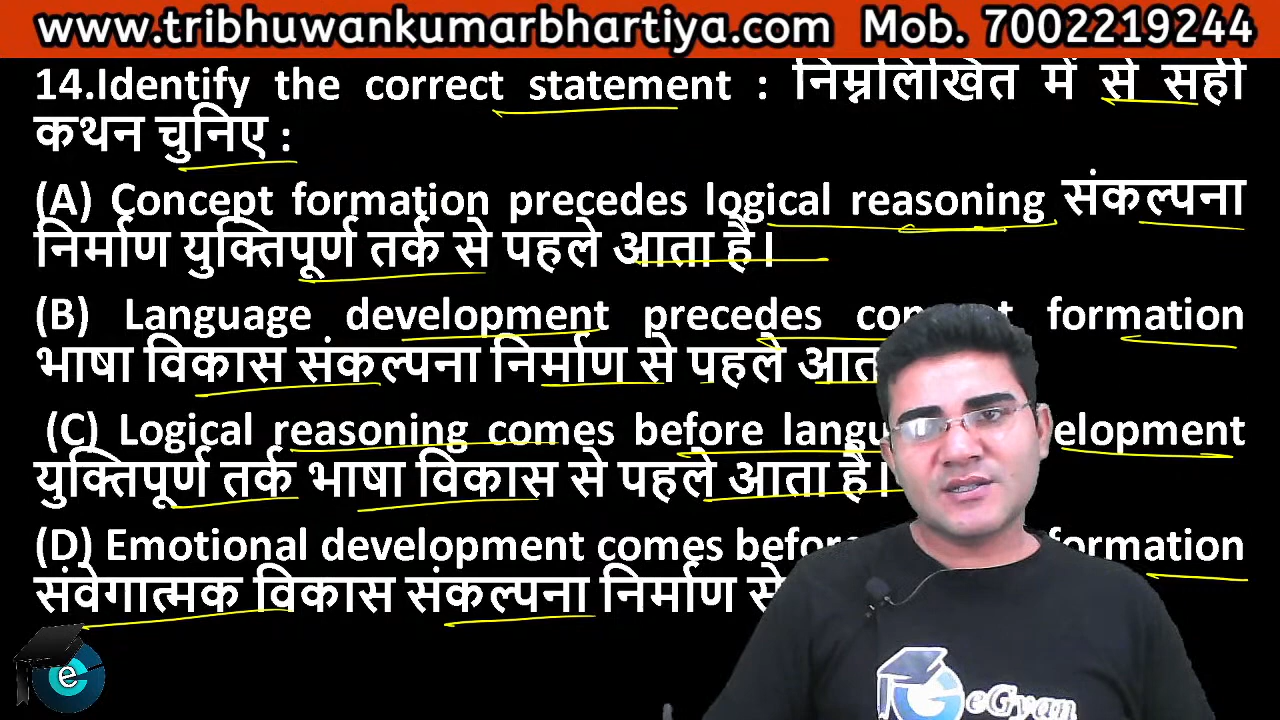 www.tribhuwankumarbhartiya.com Mob. 7002219244
14.Identify the correct statement : निम्नलिखित में से सही
कथन चुनिए :
(A) Concept formation precedes logical reasoning संकल्पना
निर्माण युक्तिपूर्ण तर्क से पहले आता है।
(B) Language development precedes formation
भाषा विकास संकल्पना निर्माण से पहले
(C) Logical reasoning comes before
युक्तिपूर्ण तर्क भाषा विकास से पहले आता है।
(D) Emotional development comes formation
संवेगात्मक विकास संकल्पना निर्माण से
e
eGyan